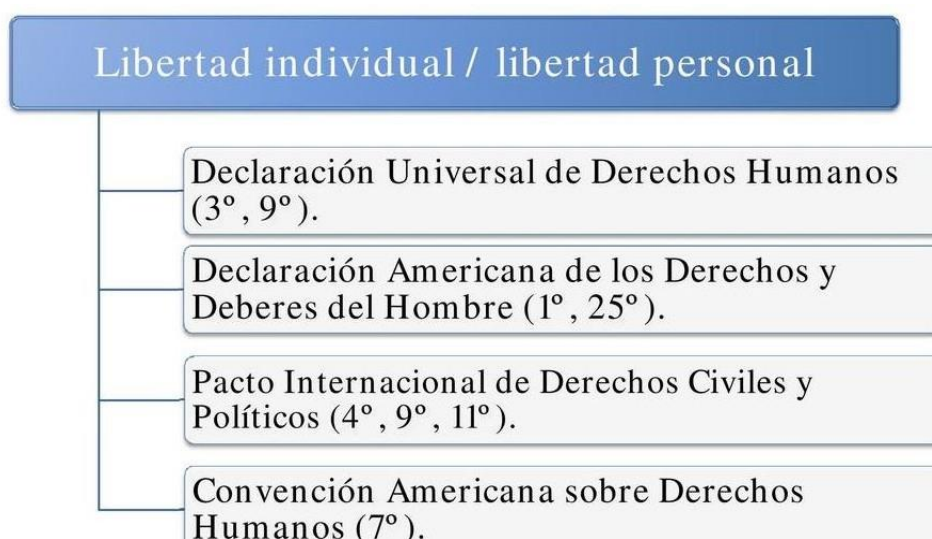 Libertad individual / libertad personal
Declaración Universal de Derechos Humanos
(3º, 9º).
Declaración Americana de los Derechos y
Deberes del Hombre (1º, 25º).
Pacto Internacional de Derechos Civiles y
Políticos (4º, 9º, 11º).
Convención Americana sobre Derechos
Humanos (7º).